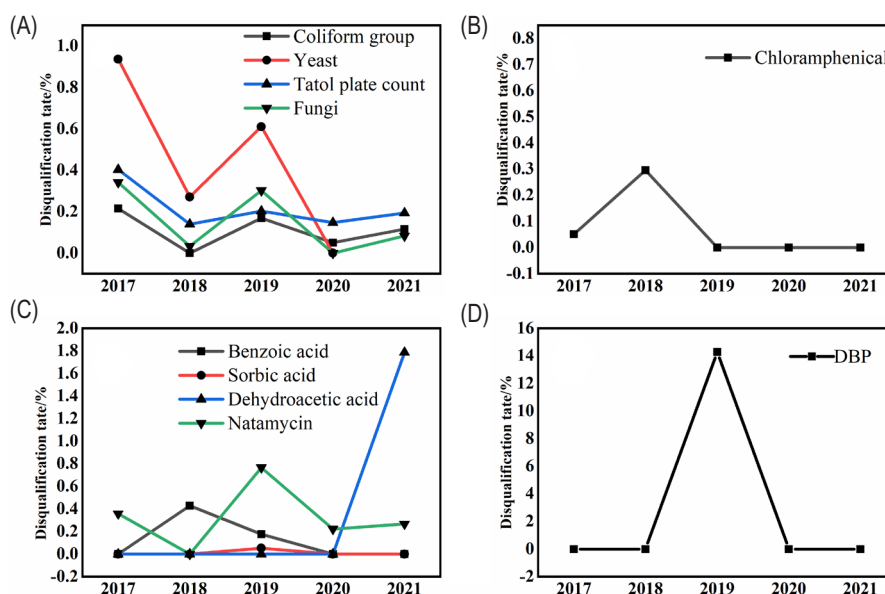 (A)
Disqualification tate/%
1.0
0.8
0.6
0.4
0.2
0.0
Coliform group
Yeast
Tatol plate count
Fungi
2017 2018 2019 2020 2021
(B)
Disqualification tate/%
0.8
0.7
0.6
0.5
0.4
0.3
0.2
0.1
0.0
-0.1
Chloramphenical
2017 2018 2019 2020 2021
(C)
Disqualification tate/%
2.0
1.8
1.6
1.4
1.2
1.0
0.8
0.6
0.4
0.2
0.0
-0.2
Benzoic acid
Sorbic acid
Dehydroacetic acid
Natamycin
2017 2018 2019 2020 2021
(D)
Disqualification tate/%
16
14
12
10
8
6
4
2
0
-2
DBP
2017 2018 2019 2020 2021